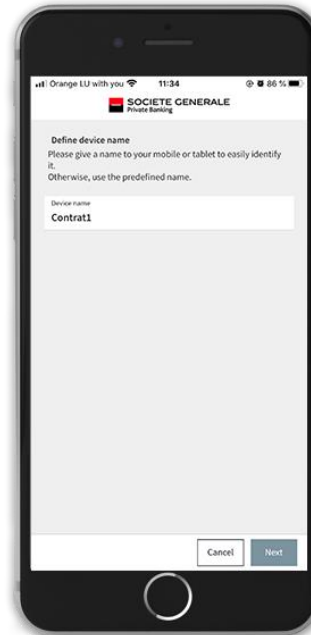 Orange LU with you 11:34 86 %
SOCIETE GENERALE
Private Banking
Define device name
Please give a name to your mobile or tablet to easily identify
it.
Otherwise, use the predefined name.
Device name
Contrat1
Cancel Next